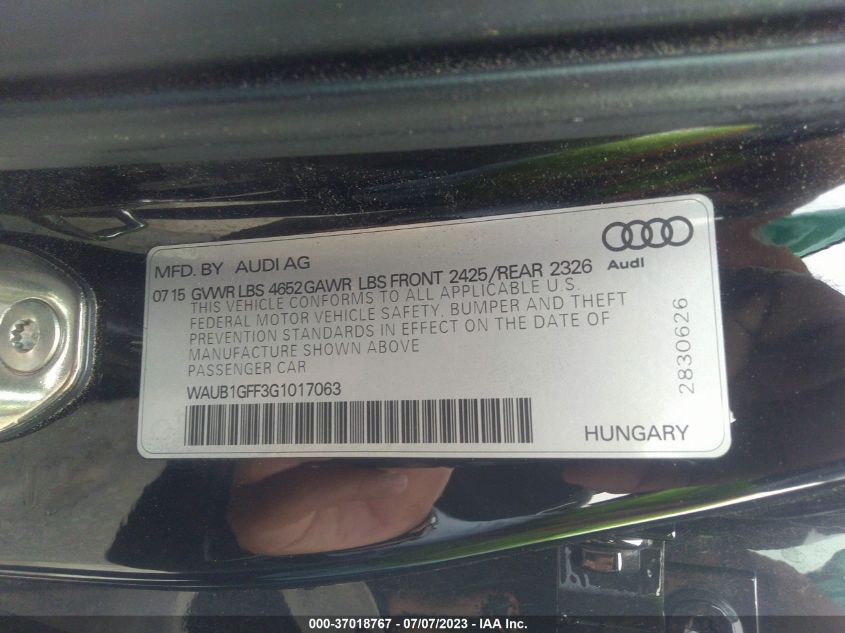 MFD. BY AUDI AG
0715 GVWR LBS 4652 GAWR LBS FRONT 2425/REAR 2326
THIS VEHICLE CONFORMS TO ALL APPLICABLE U.S.
FEDERAL MOTOR VEHICLE SAFETY, BUMPER AND THEFT
PREVENTION STANDARDS IN EFFECT ON THE DATE OF
MANUFACTURE SHOWN ABOVE
PASSENGER CAR
WAUB1GFF3G1017063
Audi
2830626
HUNGARY
000-37018767 - 07/07/2023 - IAA Inc.